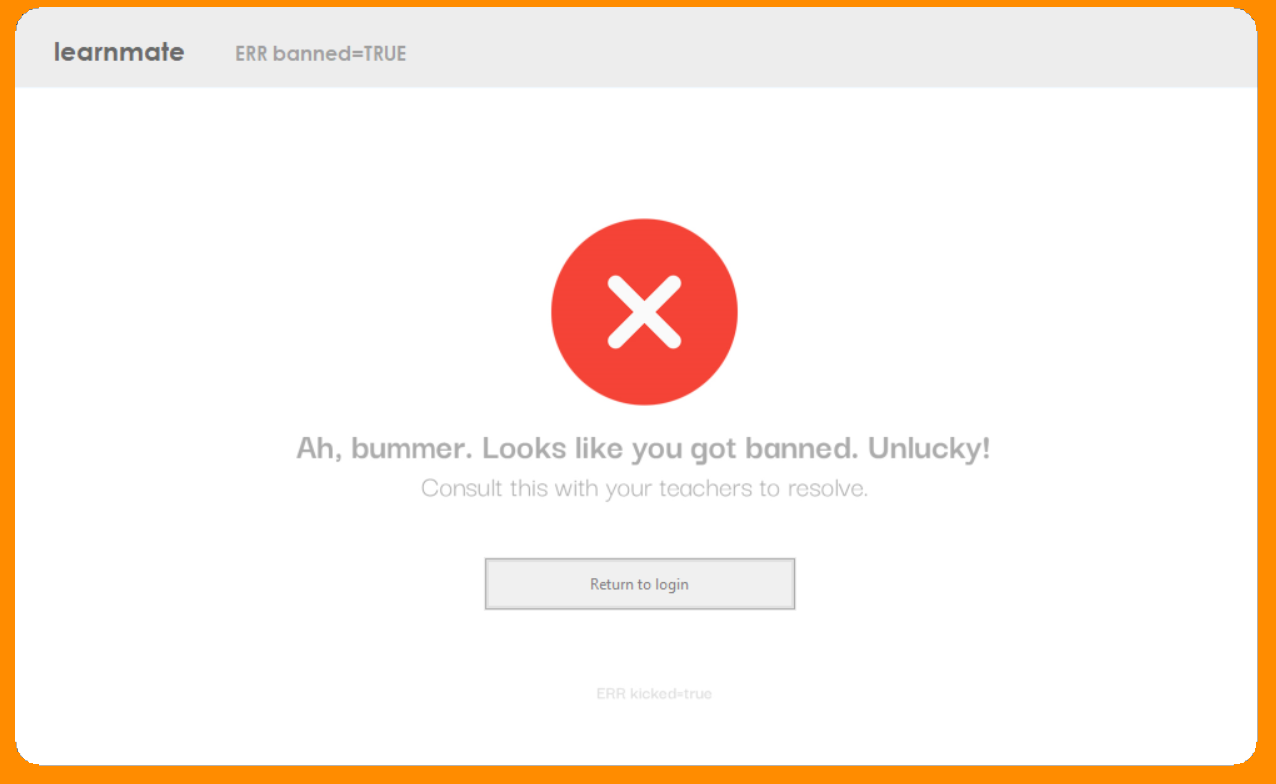 learnmate ERR banned=TRUE
Ah, bummer. Looks like you got banned. Unlucky!
Consult this with your teachers to resolve.
Return to login
ERR kicked=true